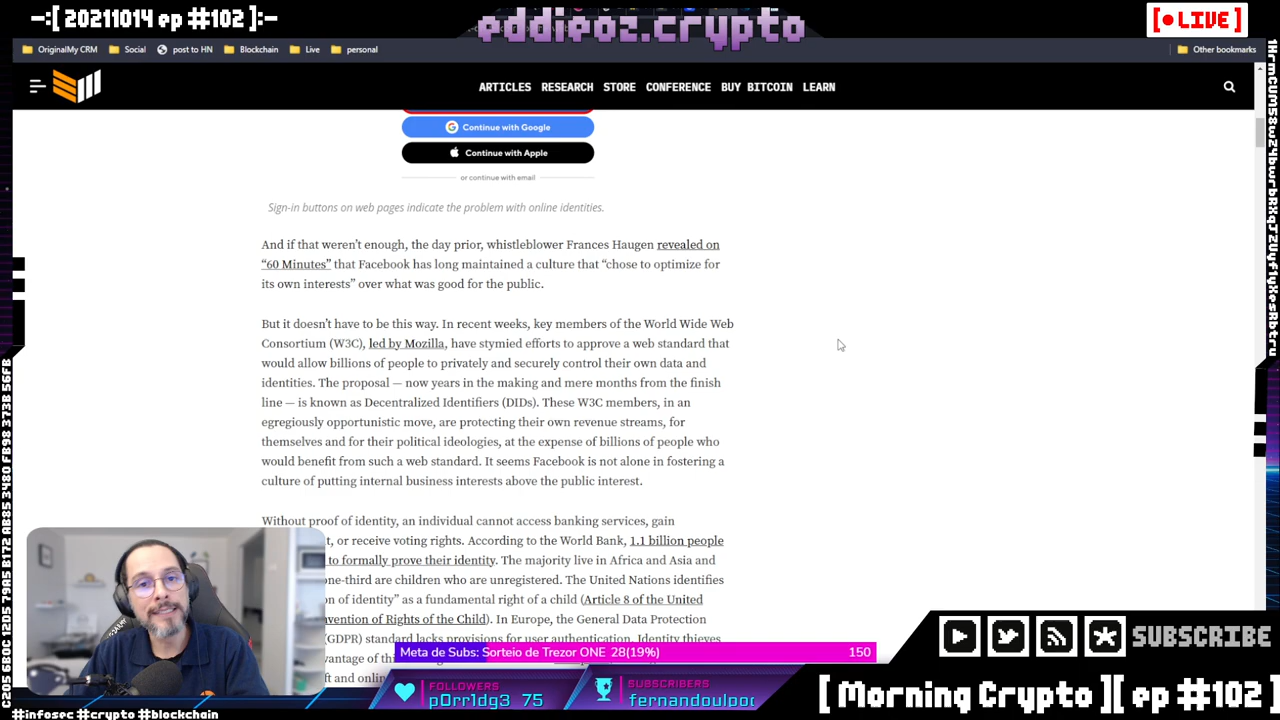 -:[ 20211014 ep #102 ]:-
eddieoz.crypto
[● LIVE]
OriginalMy CRM
Social
post to HN
Blockchain
Live
personal
Other bookmarks
ARTICLES
RESEARCH
STORE
CONFERENCE
BUY BITCOIN
LEARN
Continue with Google
Continue with Apple
or continue with email
Sign-in buttons on web pages indicate the problem with online identities.
And if that weren't enough, the day prior, whistleblower Frances Haugen revealed on
“60 Minutes” that Facebook has long maintained a culture that “chose to optimize for
its own interests” over what was good for the public.
But it doesn't have to be this way. In recent weeks, key members of the World Wide Web
Consortium (W3C), led by Mozilla, have stymied efforts to approve a web standard that
would allow billions of people to privately and securely control their own data and
identities. The proposal — now years in the making and mere months from the finish
line — is known as Decentralized Identifiers (DIDs). These W3C members, in an
egregiously opportunistic move, are protecting their own revenue streams, for
themselves and for their political ideologies, at the expense of billions of people who
would benefit from such a web standard. It seems Facebook is not alone in fostering a
culture of putting internal business interests above the public interest.
Without proof of identity, an individual cannot access banking services, gain
t, or receive voting rights. According to the World Bank, 1.1 billion people
to formally prove their identity. The majority live in Africa and Asia and
one-third are children who are unregistered. The United Nations identifies
on of identity” as a fundamental right of a child (Article 8 of the United
nvention of Rights of the Child). In Europe, the General Data Protection
(GDPR) standard lacks provisions for user authentication. Identity thieves
vantage of thi
ft and onlin
Meta de Subs: Sorteio de Trezor ONE 28(19%)
150
FOLLOWERS
p0rr1dg3_75
SUBSCRIBERS
fernandoulpo
SUBSCRIBE
[ Morning Crypto ][ ep #102 ]
#infosec #crypto #blockchain